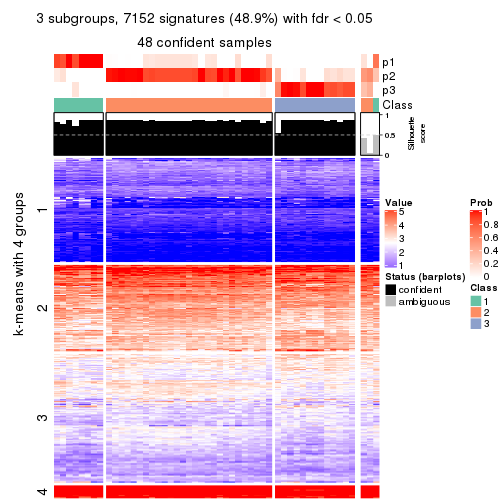 3 subgroups, 7152 signatures (48.9%) with fdr < 0.05
48 confident samples
p1
p2
p3
Class
1
0.5
0
Silhouette
score
k-means with 4 groups
1
2
3
4
Value
5
4
3
2
1
Status (barplots)
confident
ambiguous
Prob
1
0.8
0.6
0.4
0.2
0
Class
1
2
3